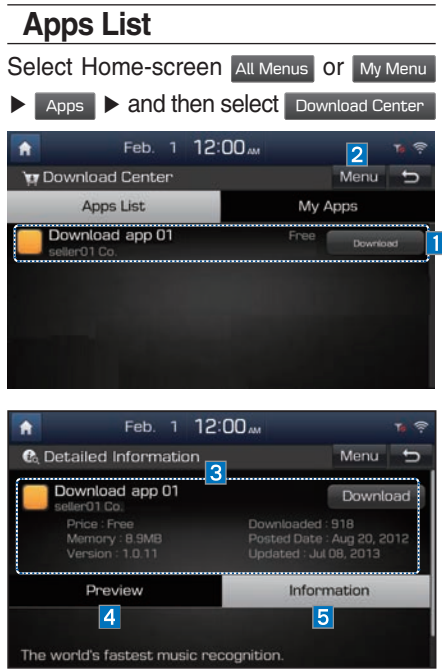 Apps List
Select Home-screen All Menus or My Menu
▶ Apps ▶ and then select Download Center
Feb. 1 12:00 AM
2
Download Center Menu
Apps List My Apps
Download app 01 Free Download 1
seller01 Co.
Feb. 1 12:00 AM
Detailed Information Menu
3
Download app 01 Download
seller01 Co.
Price : Free Downloaded : 918
Memory : 8.9MB Posted Date : Aug 20, 2012
Version : 1.0.11 Updated : Jul 08, 2013
Preview Information
4 5
The world's fastest music recognition.